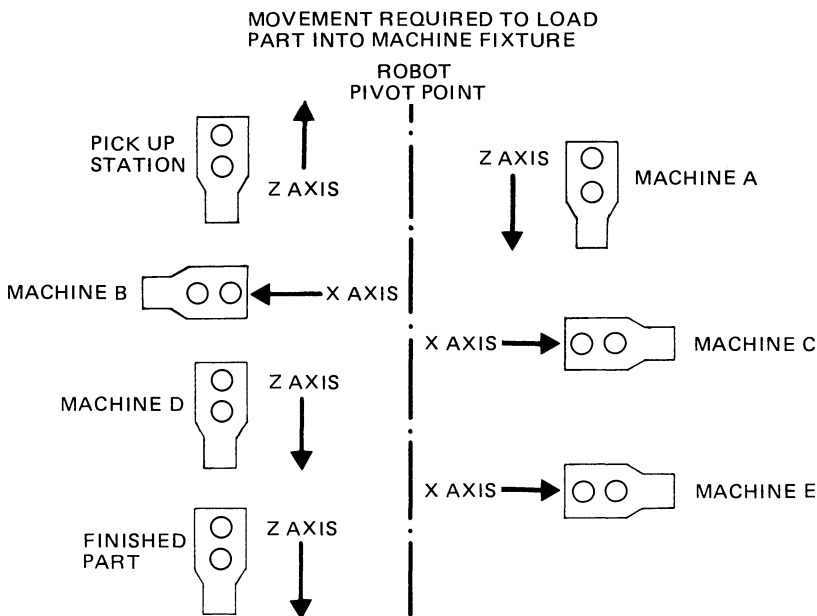 MOVEMENT REQUIRED TO LOAD
PART INTO MACHINE FIXTURE
ROBOT
PIVOT POINT
PICK UP
STATION
Z AXIS
Z AXIS
MACHINE A
MACHINE B
X AXIS
X AXIS
MACHINE C
MACHINE D
Z AXIS
X AXIS
MACHINE E
FINISHED
PART
Z AXIS